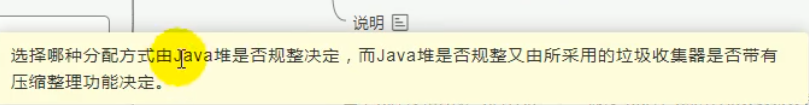 说明
选择哪种分配方式由Java堆是否规整决定，而Java堆是否规整又由所采用的垃圾收集器是否带有
压缩整理功能决定。